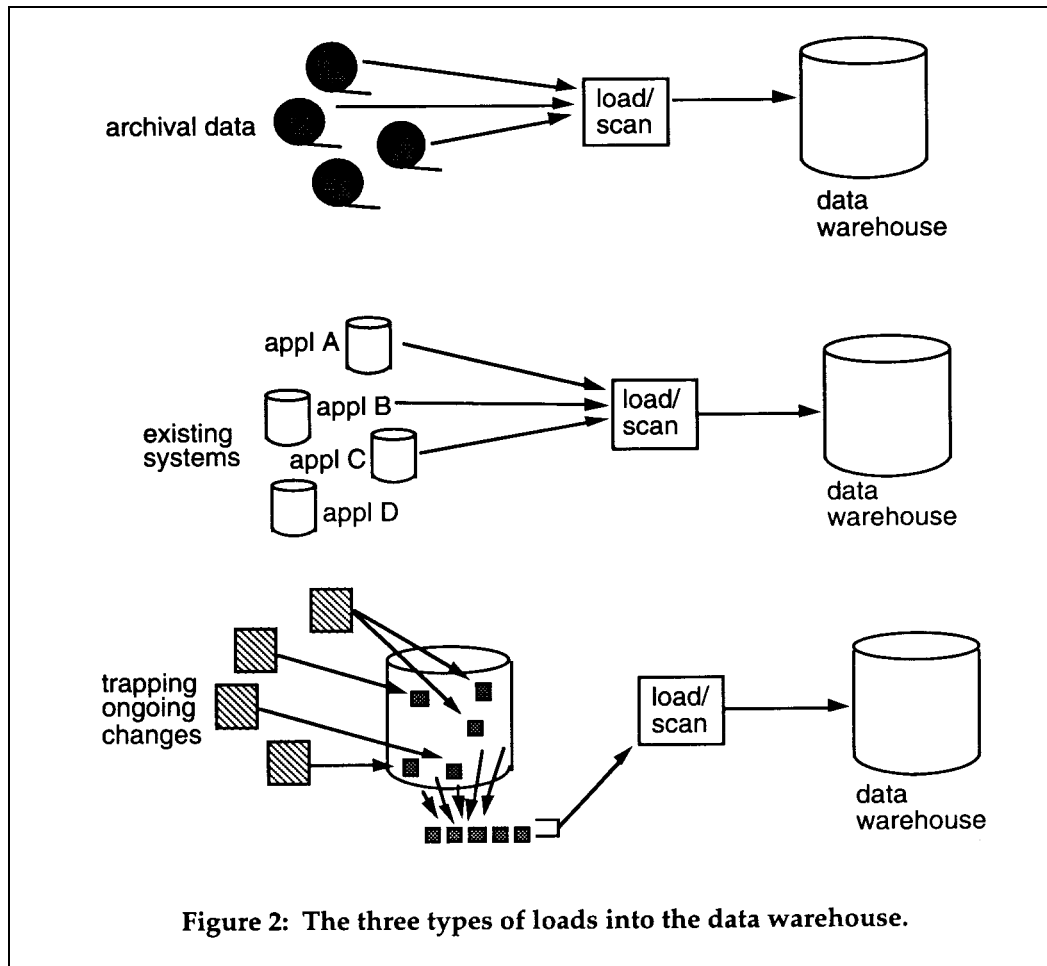 archival data
load/
scan
data
warehouse
appl A
appl B
existing
systems
appl C
appl D
load/
scan
data
warehouse
trapping
ongoing
changes
load/
scan
data
warehouse
Figure 2: The three types of loads into the data warehouse.